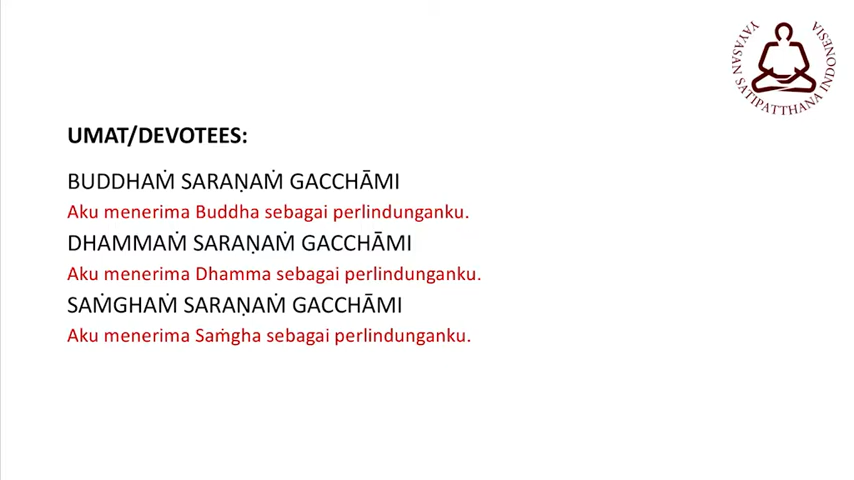 YAYASAN SATIPATTHANA INDONESIA
UMAT/DEVOTEES:
BUDDHAṀ SARAṆAṀ GACCHĀMI
Aku menerima Buddha sebagai perlindunganku.
DHAMMAṀ SARAṆAṀ GACCHĀMI
Aku menerima Dhamma sebagai perlindunganku.
SAṀGHAṀ SARAṆAṀ GACCHĀMI
Aku menerima Saṁgha sebagai perlindunganku.